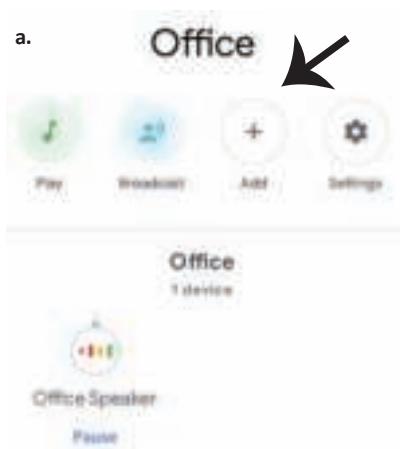 a.
Office
Play Broadcast Add Settings
Office
1 device
Office Speaker
Pause